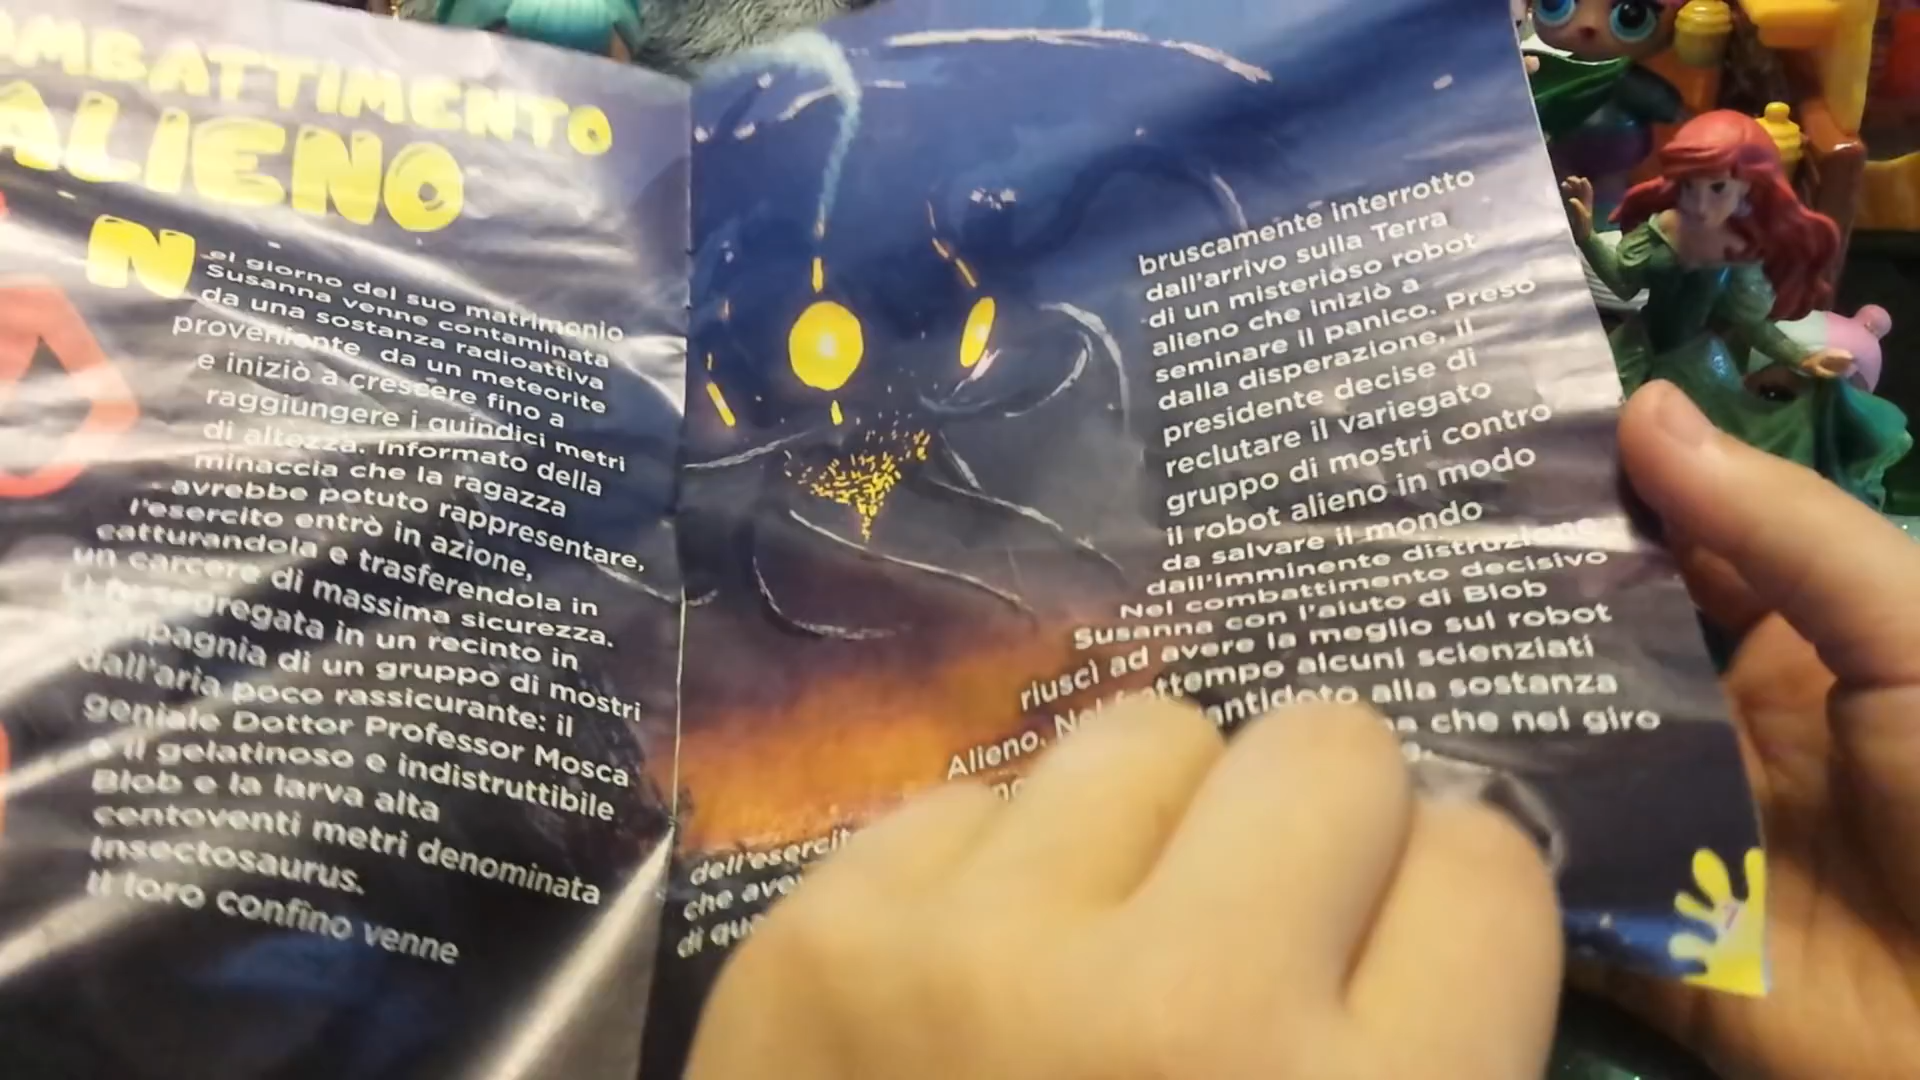 MBATTIMENTO
ALIENO
Nel giorno del suo matrimonio
Susanna venne contaminata
da una sostanza radioattiva
proveniente da un meteorite
e iniziò a crescere fino a
raggiungere i quindici metri
di altezza. Informato della
minaccia che la ragazza
avrebbe potuto rappresentare,
l'esercito entrò in azione,
catturandola e trasferendola in
un carcere di massima sicurezza.
segregata in un recinto in
di un gruppo di mostri
dall'aria poco rassicurante: il
geniale Dottor Professor Mosca
e il gelatinoso e indistruttibile
Blob e la larva alta
centoventi metri denominata
Insectosaurus.
Il loro confino venne
bruscamente interrotto
dall'arrivo sulla Terra
di un misterioso robot
alieno che iniziò a
seminare il panico. Preso
dalla disperazione, il
presidente decise di
reclutare il variegato
gruppo di mostri contro
il robot alieno in modo
da salvare il mondo
dall'imminente distruzione.
Nel combattimento decisivo
Susanna con l'aiuto di Blob
riuscì ad avere la meglio sul robot
Alieno. Nel frattempo alcuni scienziati
antidoto alla sostanza
che nel giro
dell'esercit
che ave
di qu